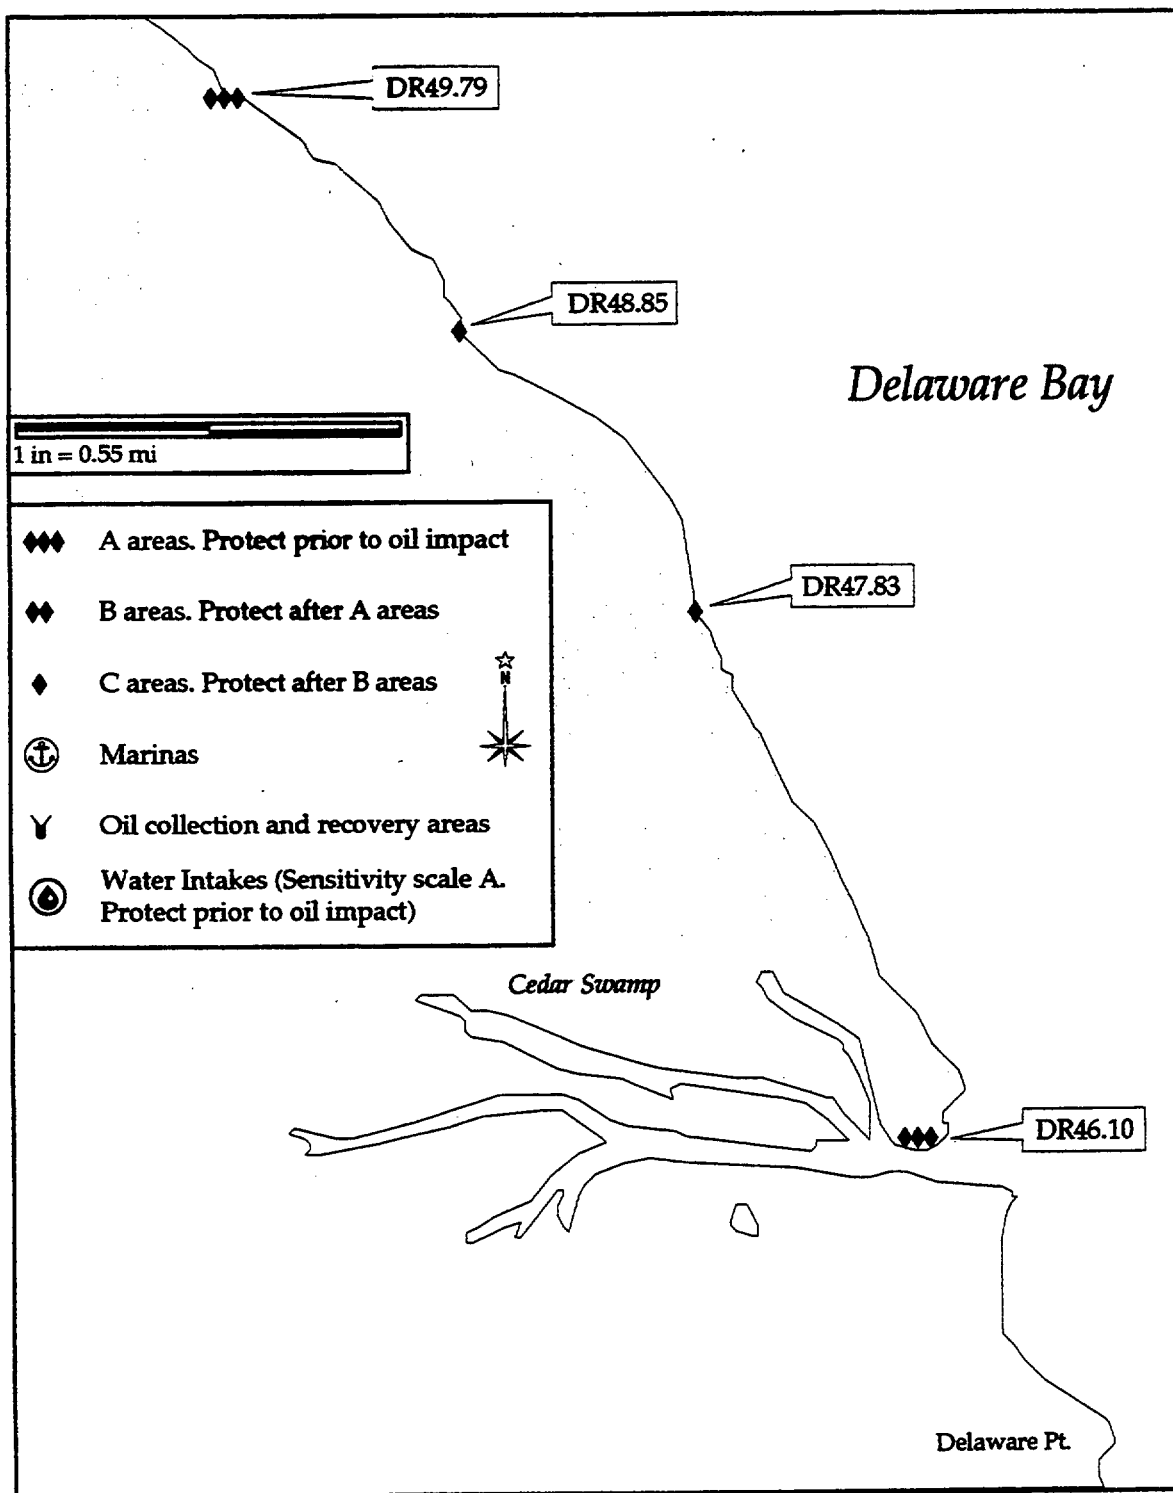 DR49.79
DR48.85
Delaware Bay
1 in = 0.55 mi
A areas. Protect prior to oil impact
B areas. Protect after A areas
C areas. Protect after B areas
N
Marinas
Oil collection and recovery areas
Water Intakes (Sensitivity scale A.
Protect prior to oil impact)
DR47.83
Cedar Swamp
DR46.10
Delaware Pt.